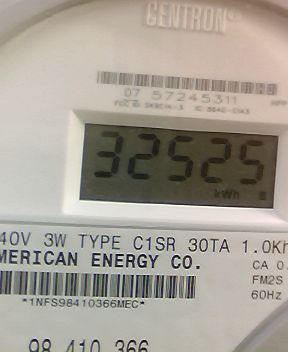 CENTRON
07 57245311
32525
kWh
40V 3W TYPE C1SR 30TA 1.0Kh
MERICAN ENERGY CO.
CA 0.
FM2S
60Hz
*1NFS98410366MEC*
98 410 366